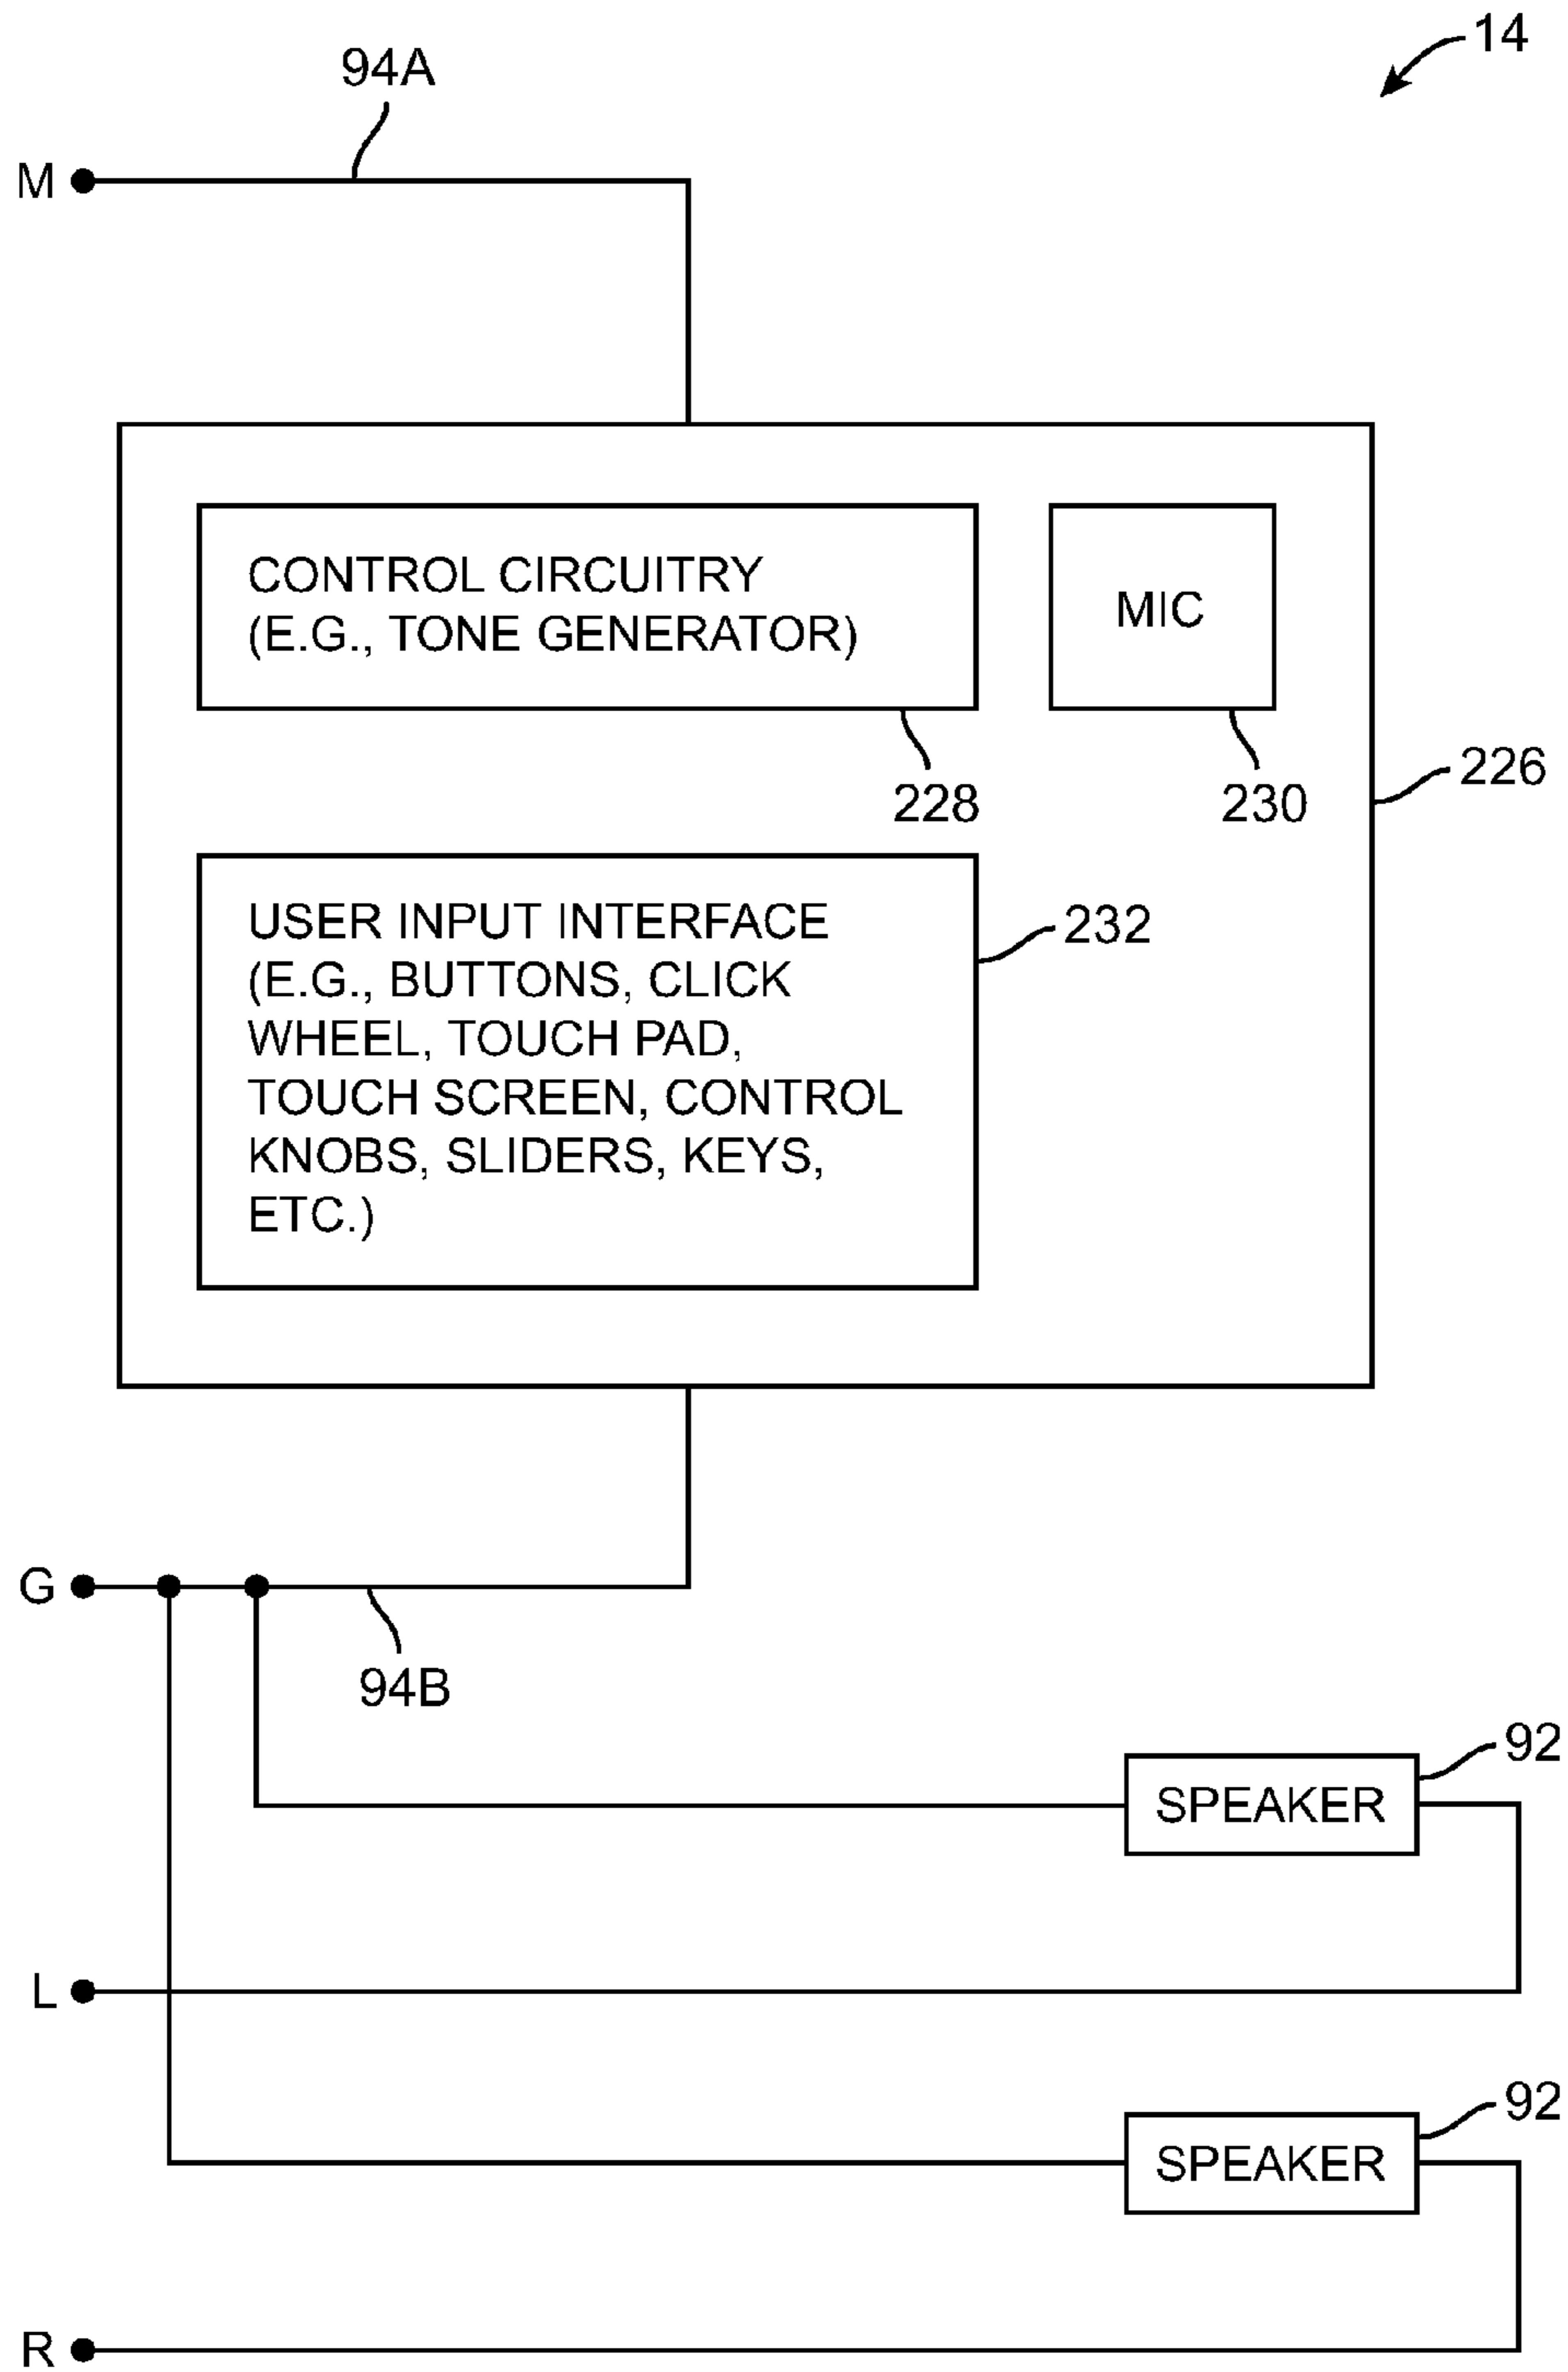 14
94A
M
CONTROL CIRCUITRY
(E.G., TONE GENERATOR)
MIC
226
228
230
USER INPUT INTERFACE
(E.G., BUTTONS, CLICK
WHEEL, TOUCH PAD,
TOUCH SCREEN, CONTROL
KNOBS, SLIDERS, KEYS,
ETC.)
232
G
94B
92
SPEAKER
L
92
SPEAKER
R